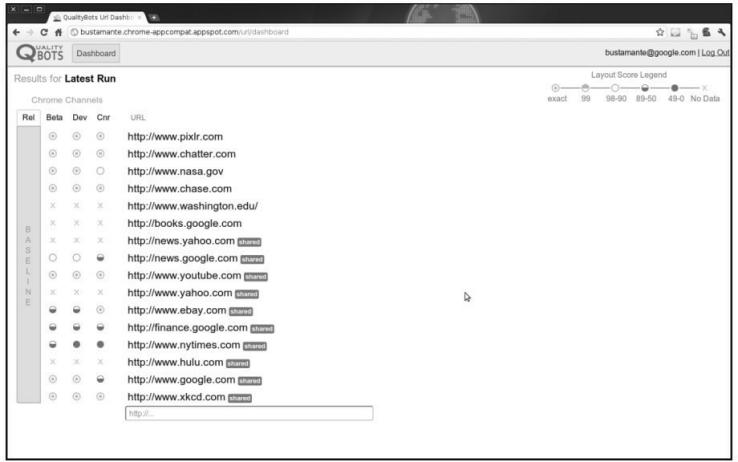 QualityBots Url Dashbo
bustamante.chrome-appcompat.appspot.com/url/dashboard
QUALITY BOTS
Dashboard
bustamante@google.com | Log Out
Results for Latest Run
Layout Score Legend
exact 99 98-90 89-50 49-0 No Data
Chrome Channels
Rel Beta Dev Cnr URL
BASELINE
http://www.pixlr.com
http://www.chatter.com
http://www.nasa.gov
http://www.chase.com
http://www.washington.edu/
http://books.google.com
http://news.yahoo.com shared
http://news.google.com shared
http://www.youtube.com shared
http://www.yahoo.com shared
http://www.ebay.com shared
http://finance.google.com shared
http://www.nytimes.com shared
http://www.hulu.com shared
http://www.google.com shared
http://www.xkcd.com shared
http://...